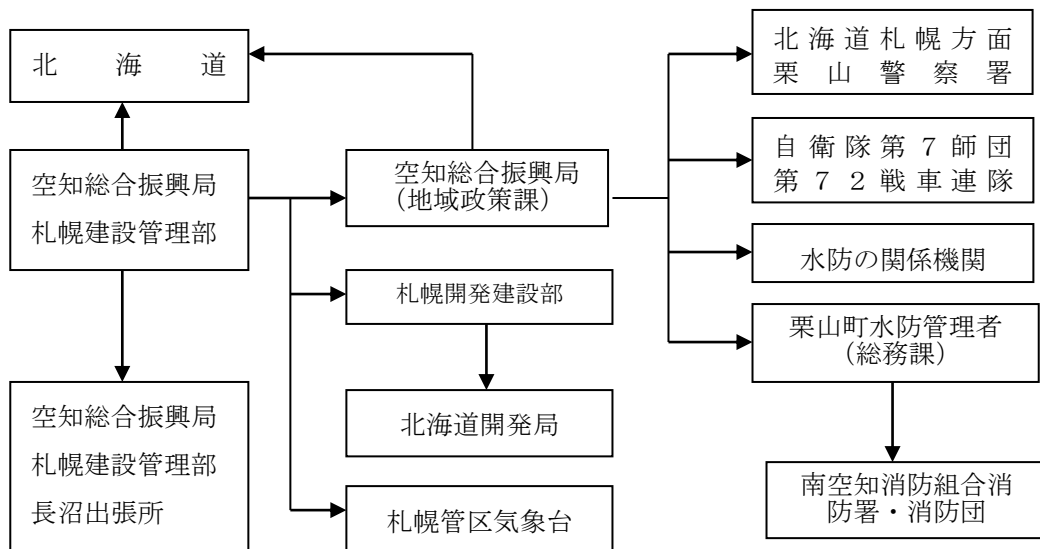 北海道
空知総合振興局
札幌建設管理部
空知総合振興局
札幌建設管理部
長沼出張所
空知総合振興局
（地域政策課）
札幌開発建設部
北海道開発局
札幌管区気象台
北海道札幌方面
栗山警察署
自衛隊第７師団
第７２戦車連隊
水防の関係機関
栗山町水防管理者
（総務課）
南空知消防組合消
防署・消防団